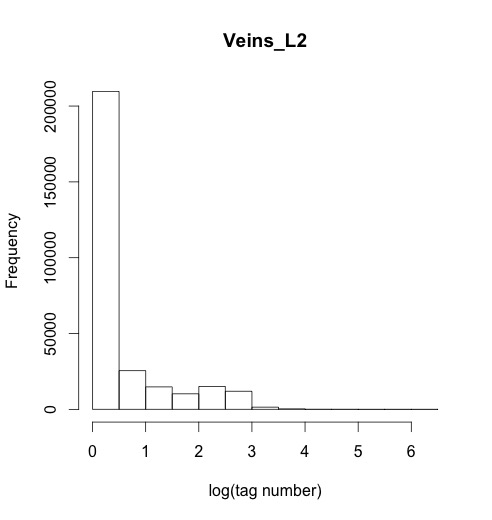 Veins_L2
Frequency
200000
150000
100000
50000
0
0 1 2 3 4 5 6
log(tag number)